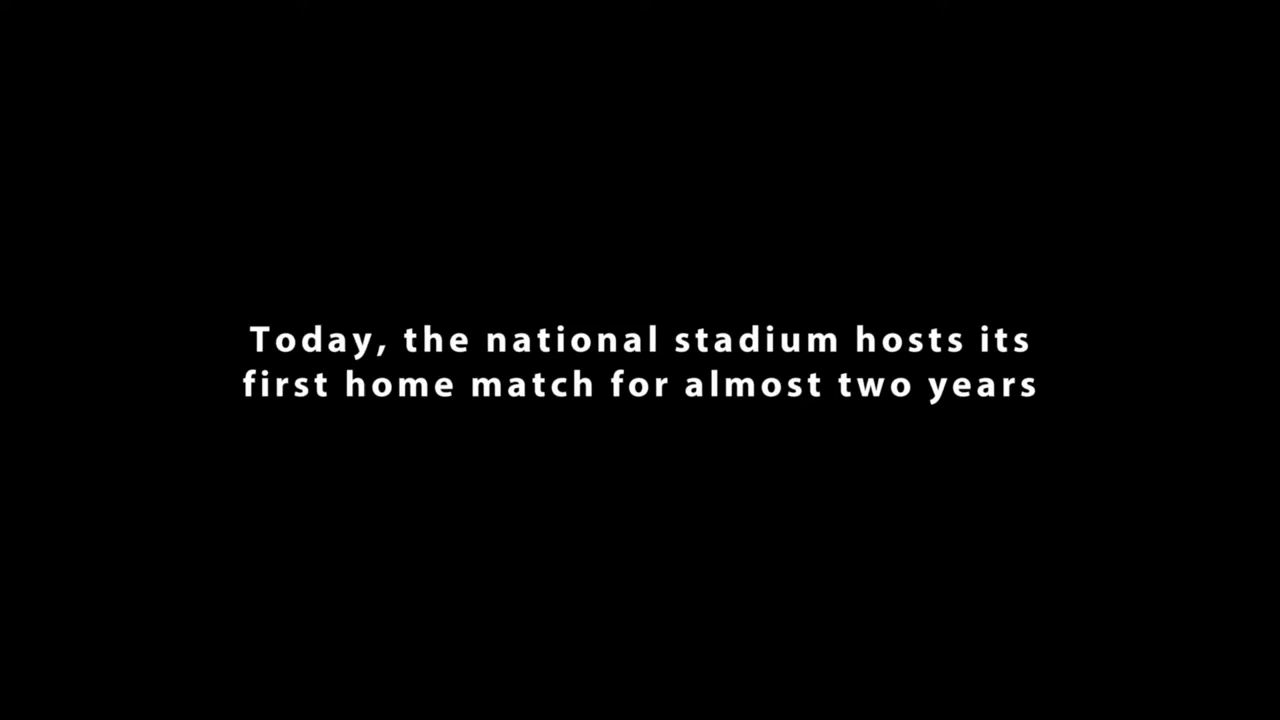 Today, the national stadium hosts its
first home match for almost two years